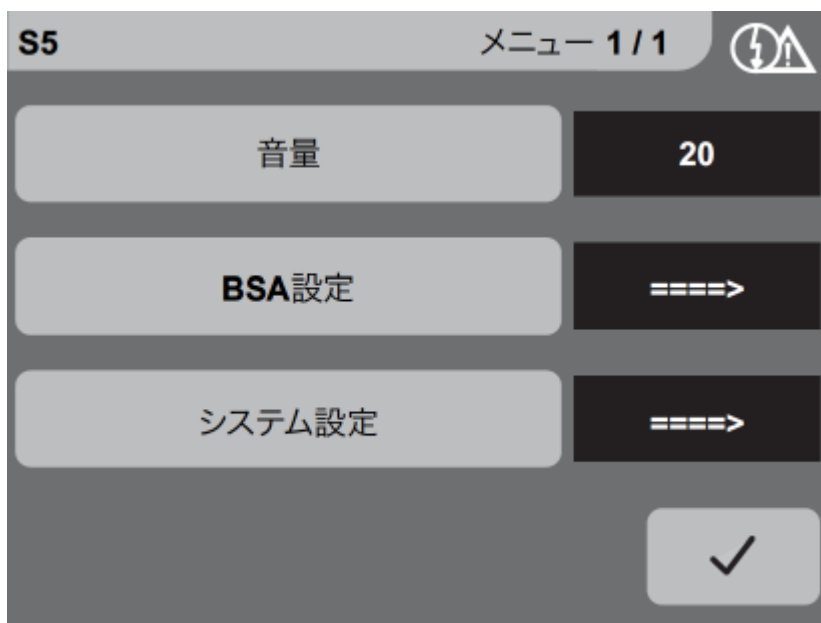 S5 メニュー 1 / 1
音量 20
BSA設定 ====>
システム設定 ====>